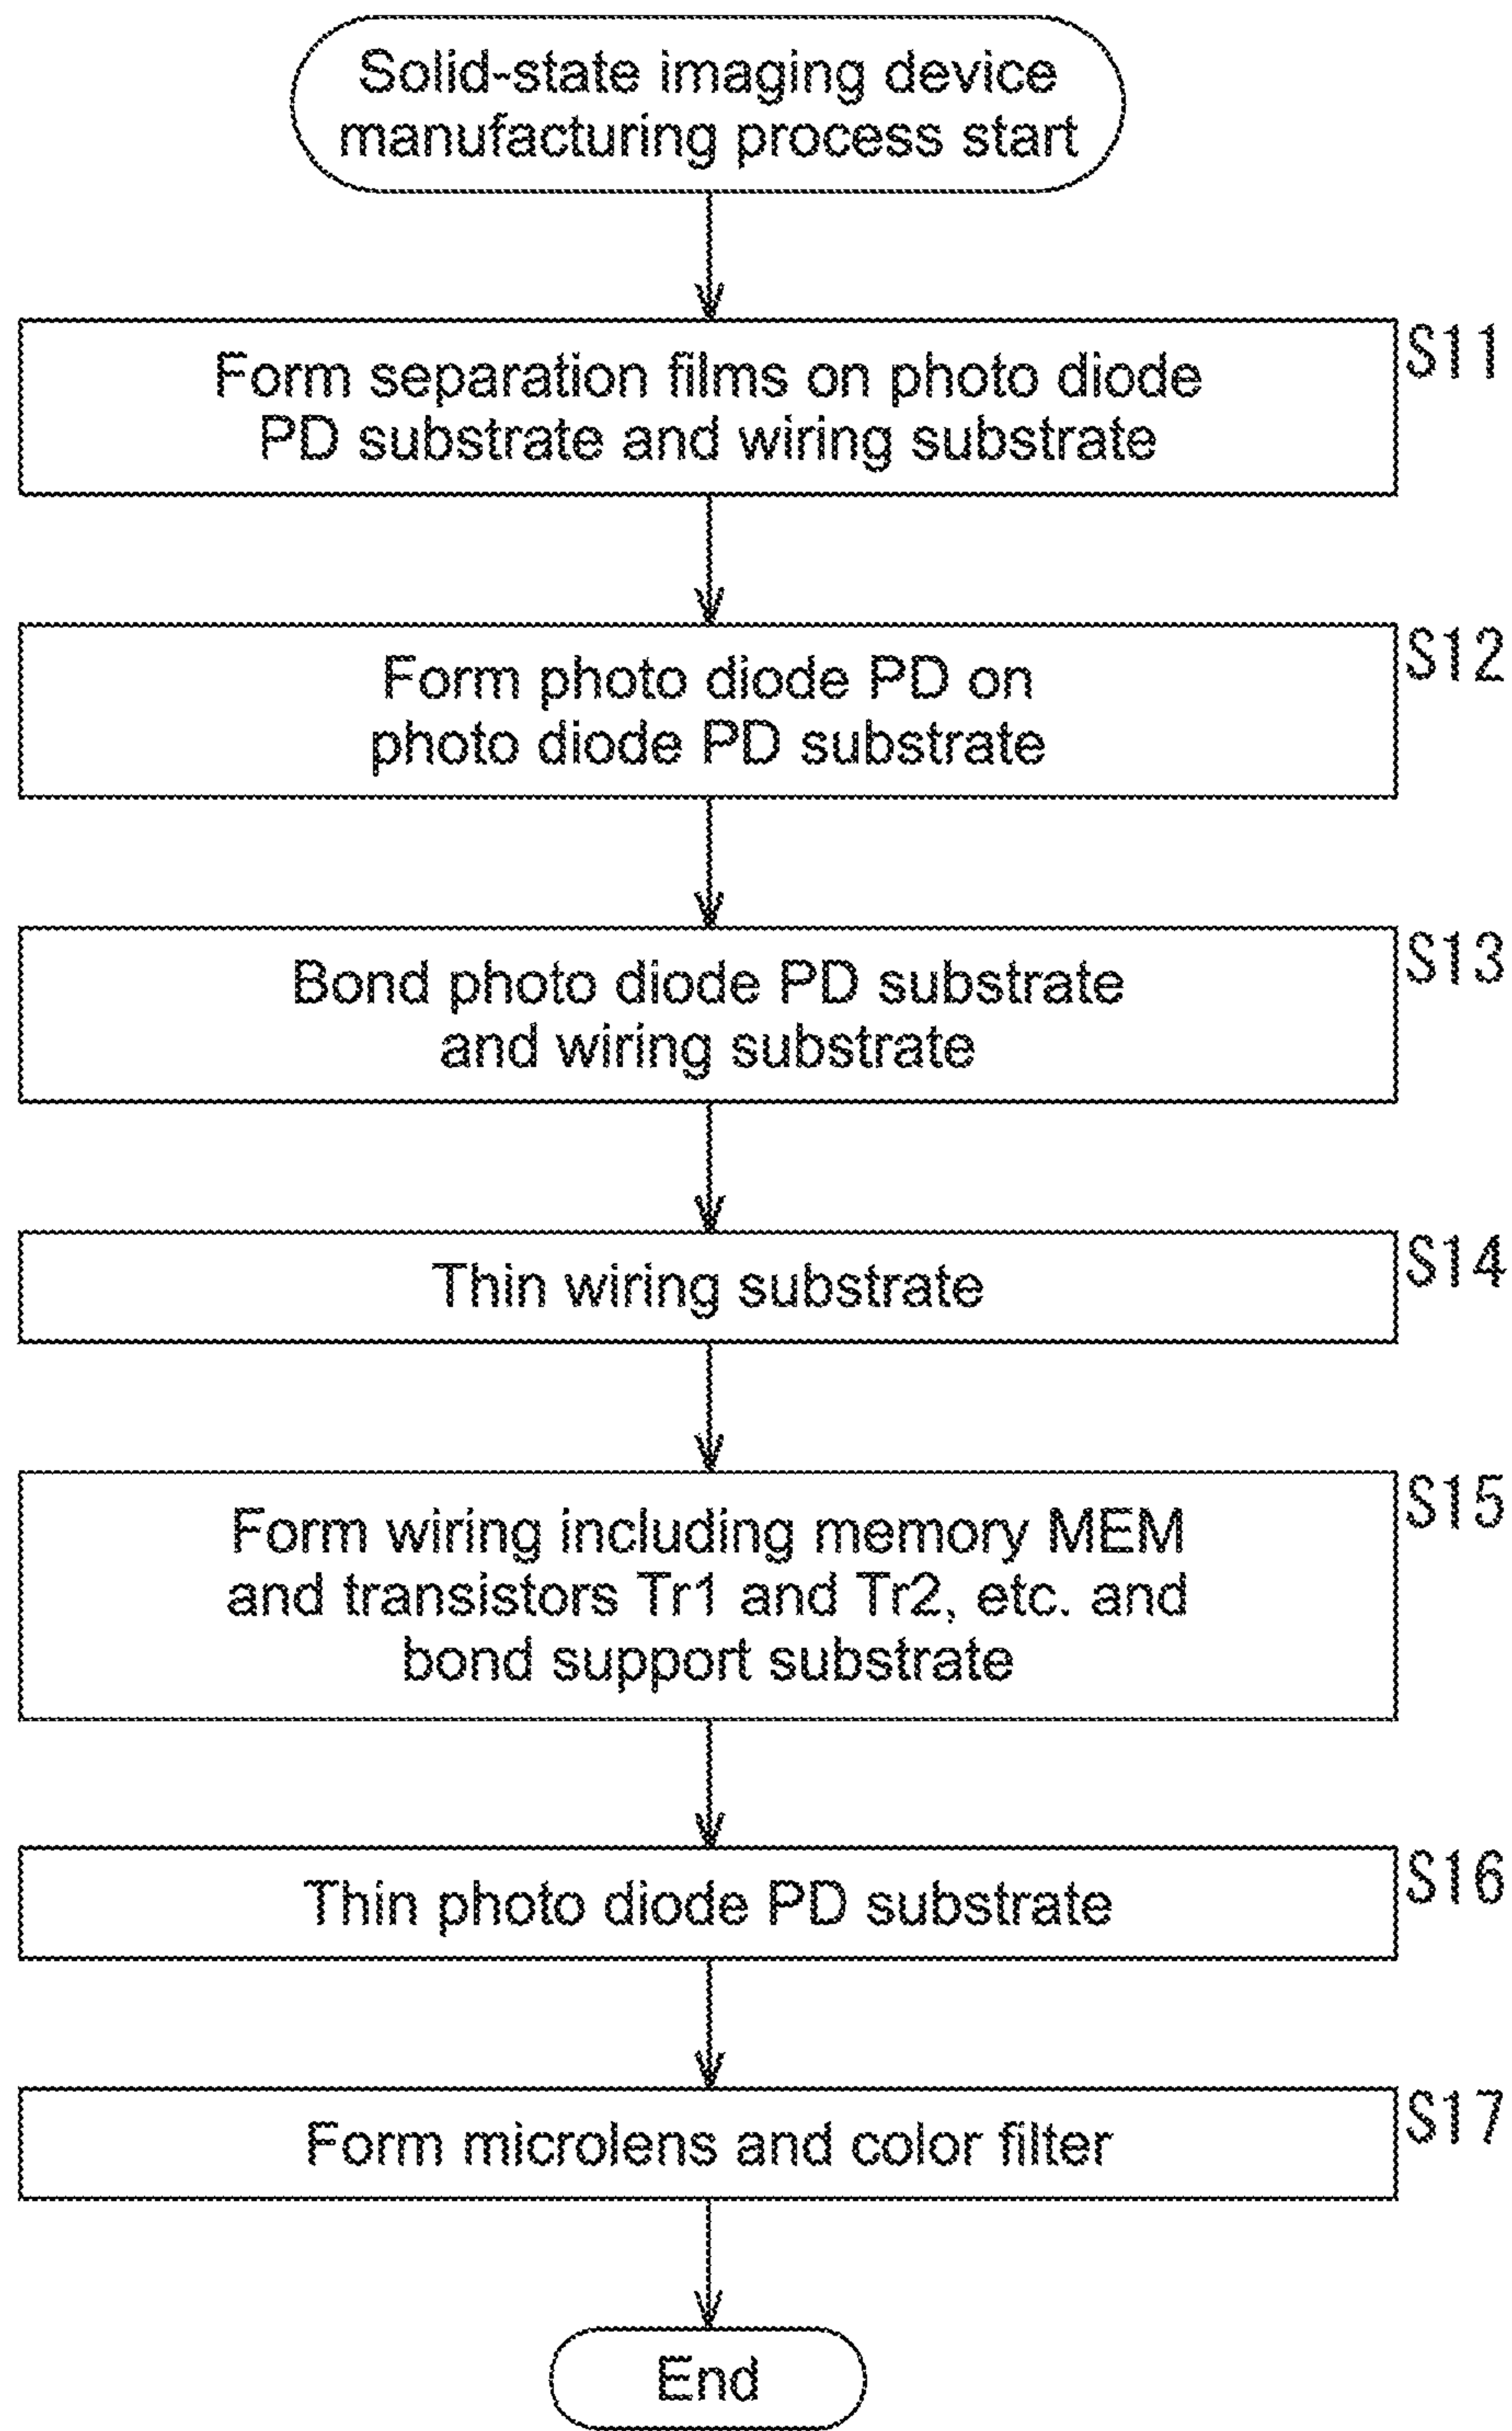 Solid-state imaging device
manufacturing process start
S11
Form separation films on photo diode
PD substrate and wiring substrate
S12
Form photo diode PD on
photo diode PD substrate
S13
Bond photo diode PD substrate
and wiring substrate
S14
Thin wiring substrate
S15
Form wiring including memory MEM
and transistors Tr1 and Tr2, etc. and
bond support substrate
S16
Thin photo diode PD substrate
S17
Form microlens and color filter
End